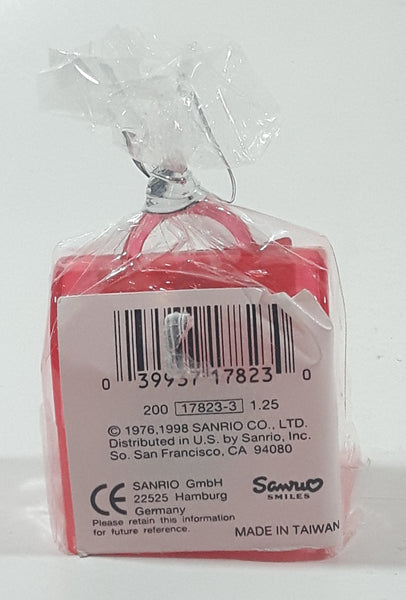 0 39937 17823 0
200 17823-3 1.25
© 1976,1998 SANRIO CO., LTD.
Distributed in U.S. by Sanrio, Inc.
So. San Francisco, CA 94080
CE SANRIO GmbH
22525 Hamburg
Germany
Please retain this information
for future reference.
Sanrio
SMILES
MADE IN TAIWAN